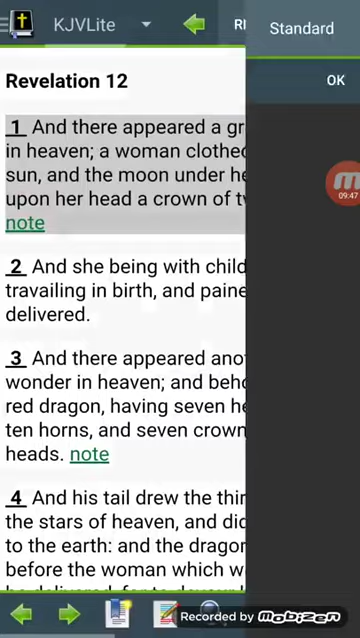 KJVLite
Standard
OK
09:47
Revelation 12
1 And there appeared a gr
in heaven; a woman clothed
sun, and the moon under he
upon her head a crown of tw
note
2 And she being with child
travailing in birth, and paine
delivered.
3 And there appeared ano
wonder in heaven; and beho
red dragon, having seven he
ten horns, and seven crown
heads. note
4 And his tail drew the thir
the stars of heaven, and did
to the earth: and the dragon
before the woman which w
Recorded by Mobizen